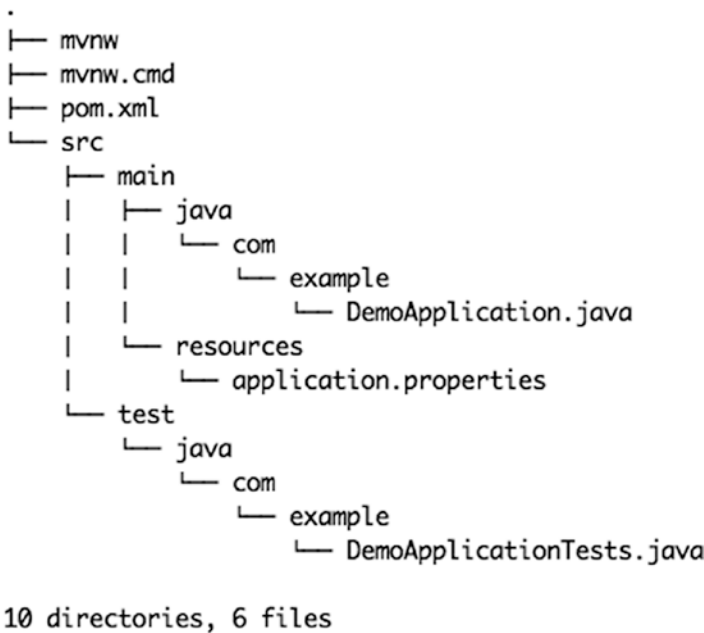 .
├── mvnw
├── mvnw.cmd
├── pom.xml
└── src
    ├── main
    │   ├── java
    │   │   └── com
    │   │       └── example
    │   │           └── DemoApplication.java
    │   └── resources
    │       └── application.properties
    └── test
        └── java
            └── com
                └── example
                    └── DemoApplicationTests.java

10 directories, 6 files